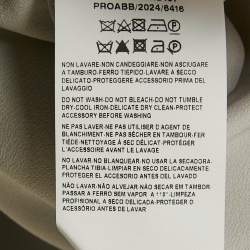 PROABB/2024/6416
NON LAVARE-NON CANDEGGIARE-NON ASCIUGARE
A TAMBURO-FERRO TIEPIDO-LAVARE A SECCO
DELICATO-PROTEGGERE ACCESSORIO PRIMA DEL
LAVAGGIO
DO NOT WASH-DO NOT BLEACH-DO NOT TUMBLE
DRY-COOL IRON-DELICATE DRY CLEAN-PROTECT
ACCESSORY BEFORE WASHING
NE PAS LAVER-NE PAS UTILISER D'AGENT DE
BLANCHIMENT-NE PAS SÉCHER EN TAMBOUR-FER
TIÈDE-NETTOYAGE À SEC DÉLICAT-PROTÉGER
L'ACCESSOIRE AVANT LE LAVAGE
NO LAVAR-NO BLANQUEAR-NO USAR LA SECADORA-
PLANCHA TIBIA-LIMPIAR EN SECO DELICADAMENTE.
PROTEGER EL ACCESORIO ANTES DEL LAVADO
NÃO LAVAR-NÃO ALVEJAR-NÃO SECAR EM TAMBOR-
PASSAR A FERRO SEM VAPOR A "110" LIMPEZA
PROFISSIONAL A SECO DELICADA-PROTEGER O
ACESSÓRIO ANTES DE LAVAR